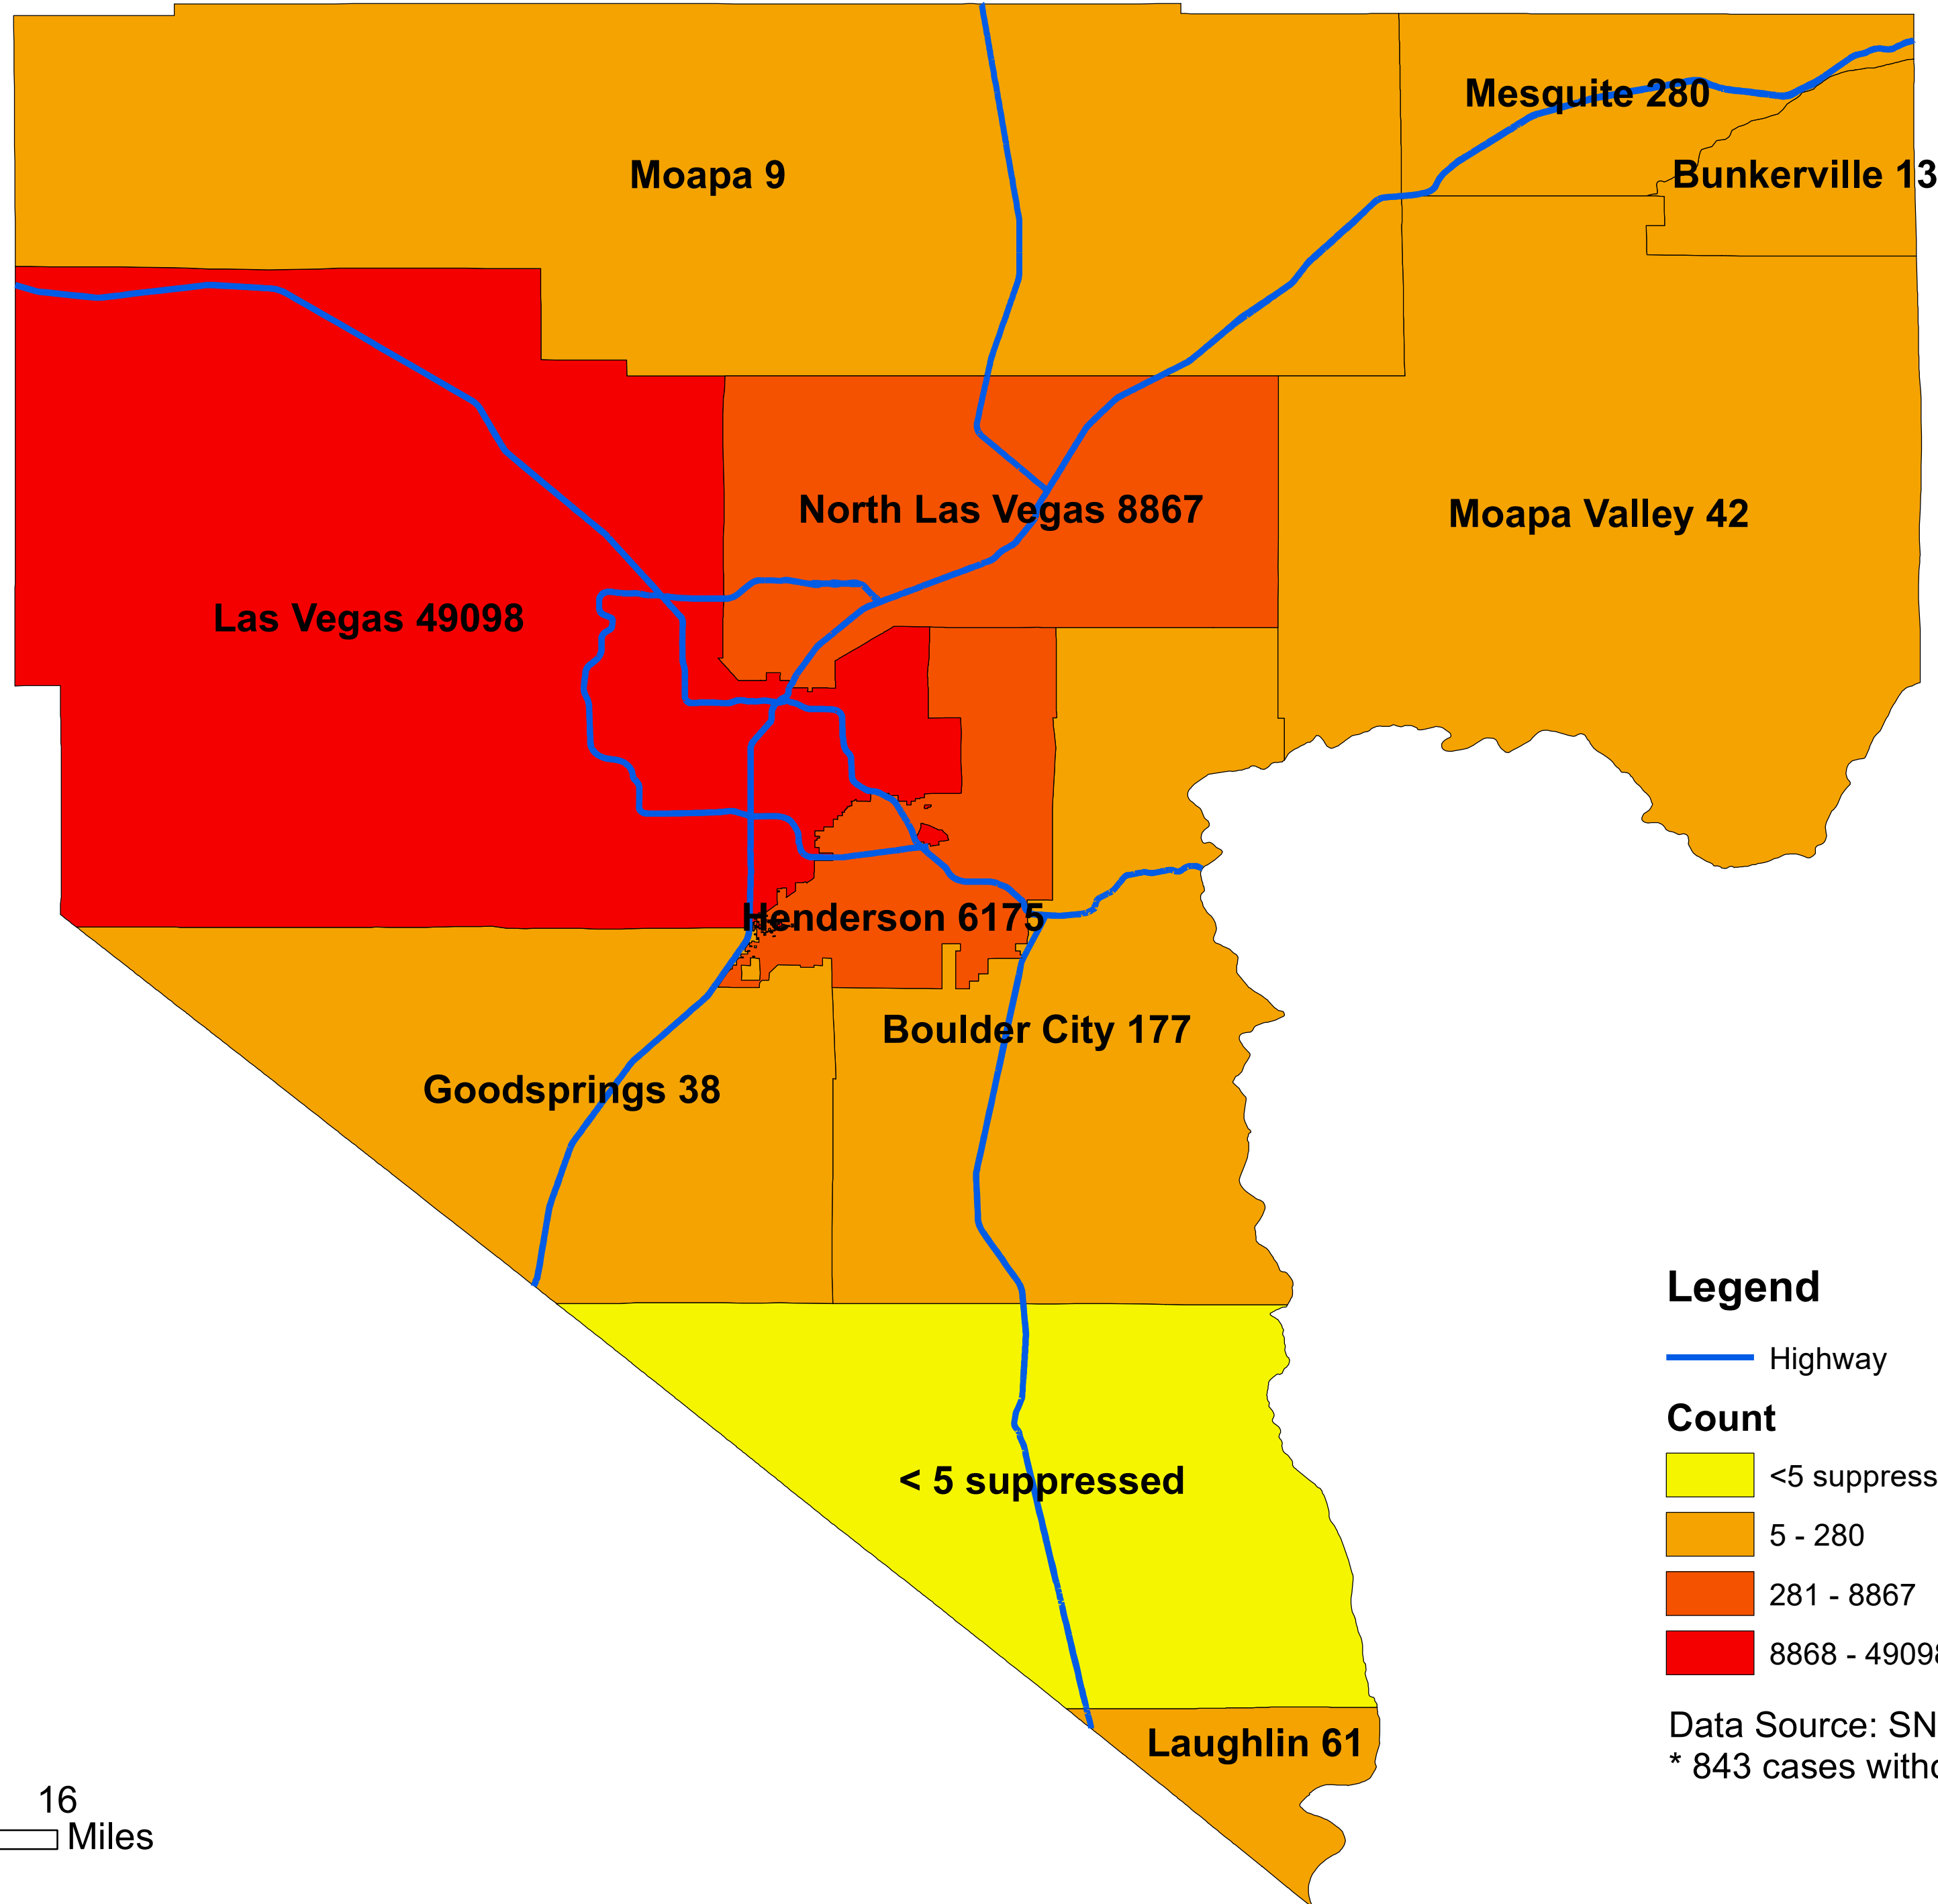 Mesquite 280
Moapa 9
Bunkerville 13
North Las Vegas 8867
Moapa Valley 42
Las Vegas 49098
Henderson 6175
Boulder City 177
Goodsprings 38
< 5 suppressed
Laughlin 61
Legend
Highway
Count
<5 suppress
5 - 280
281 - 8867
8868 - 49098
Data Source: SN
* 843 cases witho
16
Miles